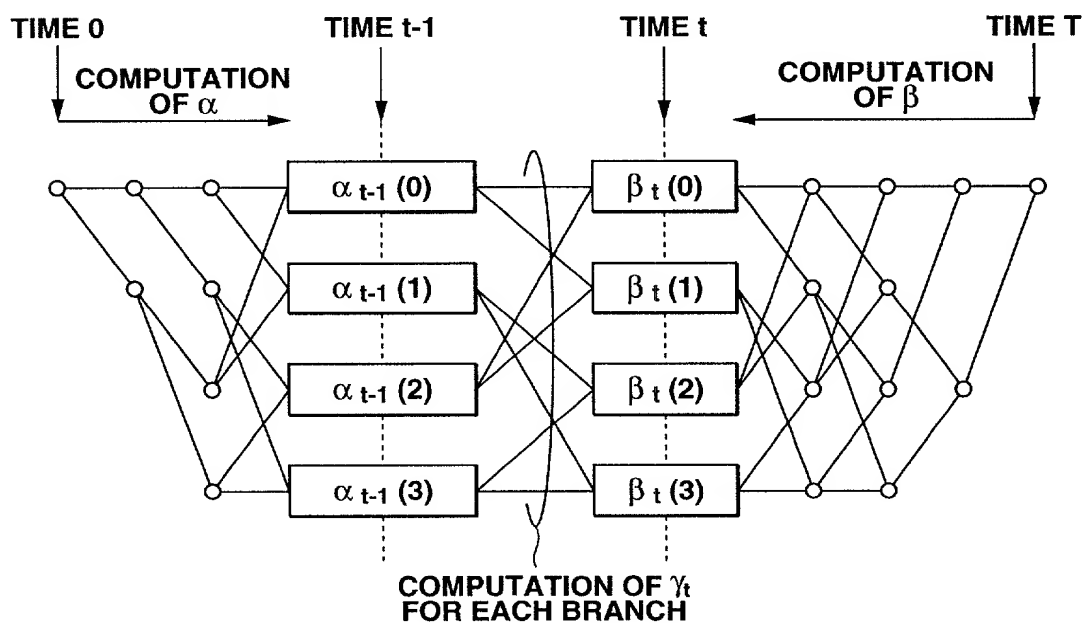 TIME 0
TIME t-1
TIME t
TIME T
COMPUTATION
OF α
COMPUTATION
OF β
α t-1 (0)
β t (0)
α t-1 (1)
β t (1)
α t-1 (2)
β t (2)
α t-1 (3)
β t (3)
COMPUTATION OF γt
FOR EACH BRANCH